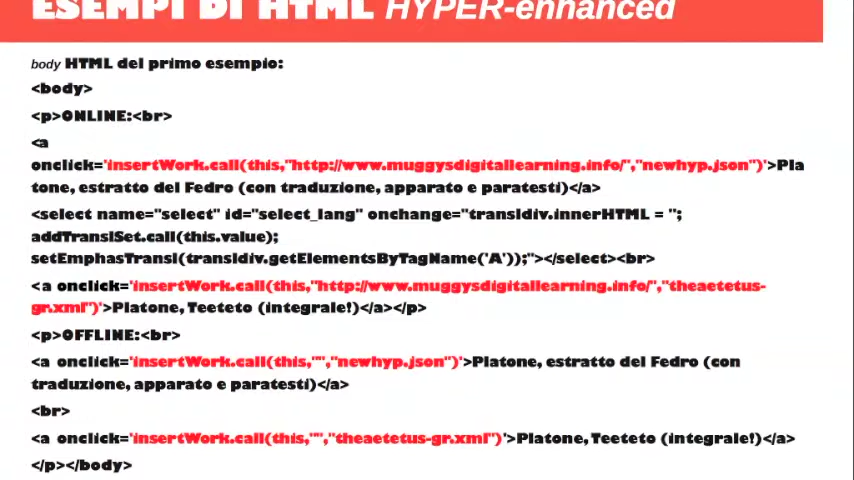 ESEMPI DI HTML HYPER-enhanced
body HTML del primo esempio:
<body>
<p>ONLINE:<br>
<a
onclick='insertWork.call(this,"http://www.muggysdigitallearning.info/","newhyp.json")'>Pla
tone, estratto del Fedro (con traduzione, apparato e paratesti)</a>
<select name="select" id="select_lang" onchange="transldiv.innerHTML = '';
addTranslSet.call(this.value);
setEmphasTransl(transldiv.getElementsByTagName('A'));"></select><br>
<a onclick='insertWork.call(this,"http://www.muggysdigitallearning.info/","theaetetus-
gr.xml")'>Platone, Teeteto (integrale!)</a></p>
<p>OFFLINE:<br>
<a onclick='insertWork.call(this,"","newhyp.json")'>Platone, estratto del Fedro (con
traduzione, apparato e paratesti)</a>
<br>
<a onclick='insertWork.call(this,"","theaetetus-gr.xml")'>Platone, Teeteto (integrale!)</a>
</p></body>